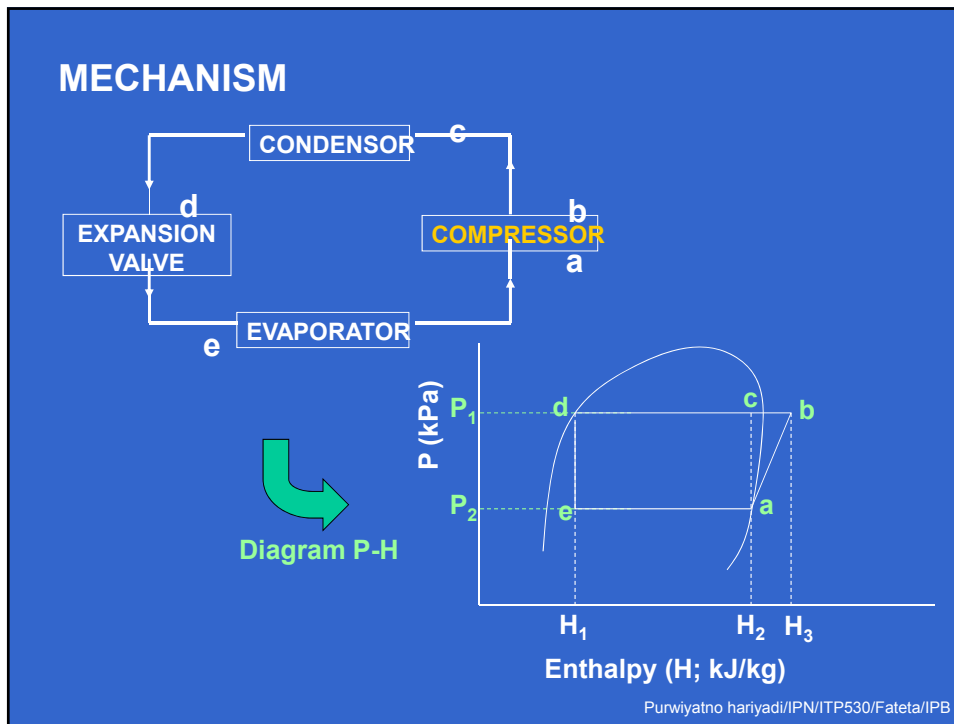 MECHANISM
CONDENSOR
c
d
b
EXPANSION
VALVE
COMPRESSOR
a
EVAPORATOR
e
P (kPa)
P₁
d
c
b
P₂
e
a
Diagram P-H
H₁
H₂
H₃
Enthalpy (H; kJ/kg)
Purwiyatno hariyadi/IPN/ITP530/Fateta/IPB